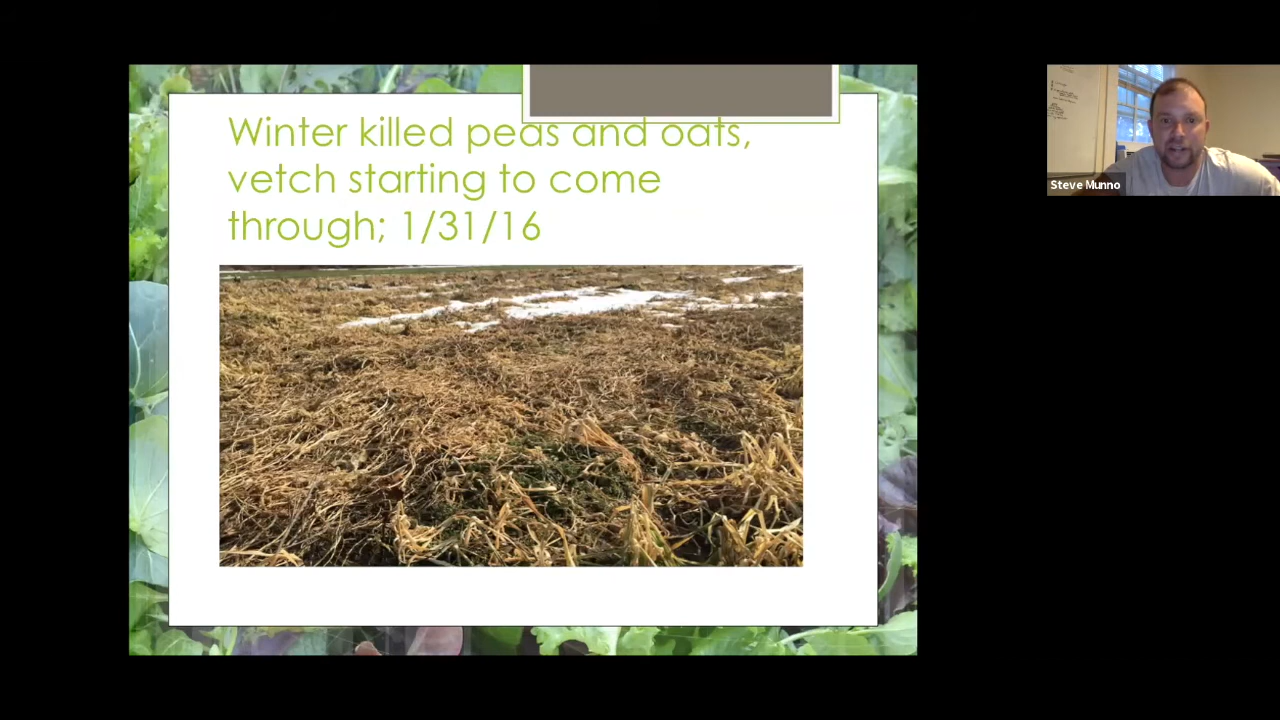 Winter killed peas and oats,
vetch starting to come
through; 1/31/16
Steve Munno